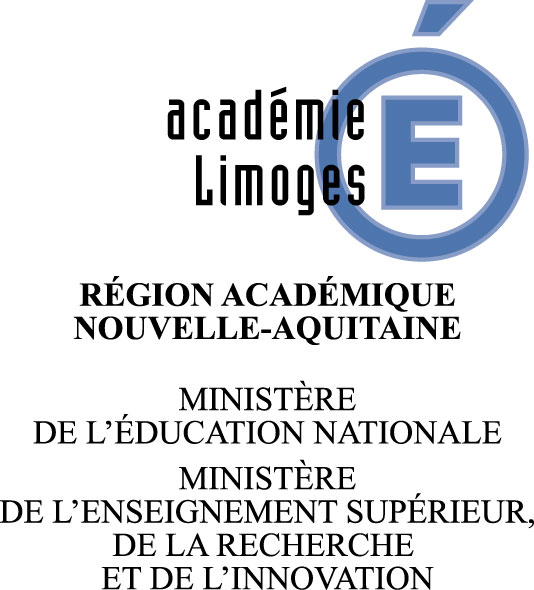 académie
Limoges
É
RÉGION ACADÉMIQUE
NOUVELLE-AQUITAINE
MINISTÈRE
DE L’ÉDUCATION NATIONALE
MINISTÈRE
DE L’ENSEIGNEMENT SUPÉRIEUR,
DE LA RECHERCHE
ET DE L’INNOVATION